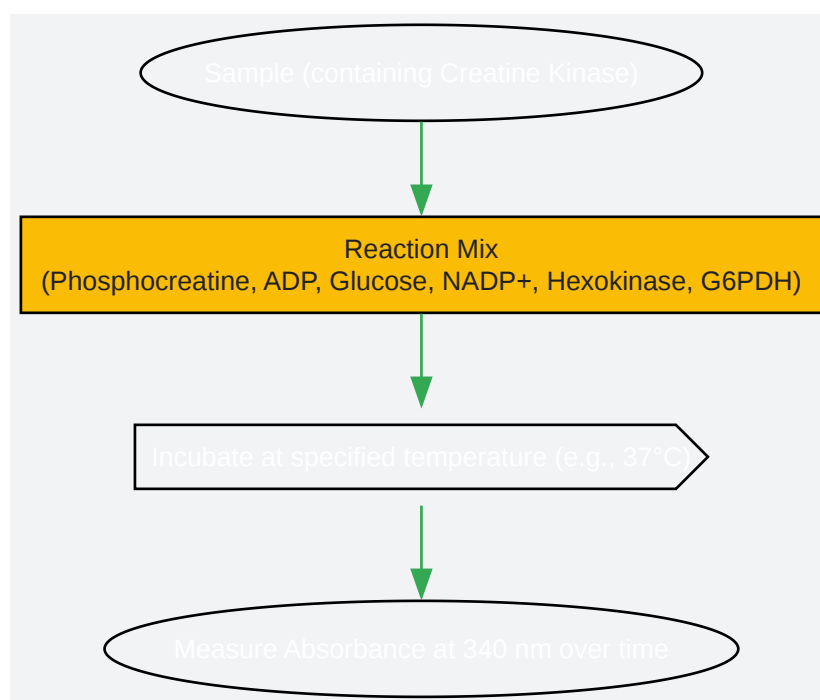 Sample (containing Creatine Kinase)
Reaction Mix
(Phosphocreatine, ADP, Glucose, NADP+, Hexokinase, G6PDH)
Incubate at specified temperature (e.g., 37°C)
Measure Absorbance at 340 nm over time